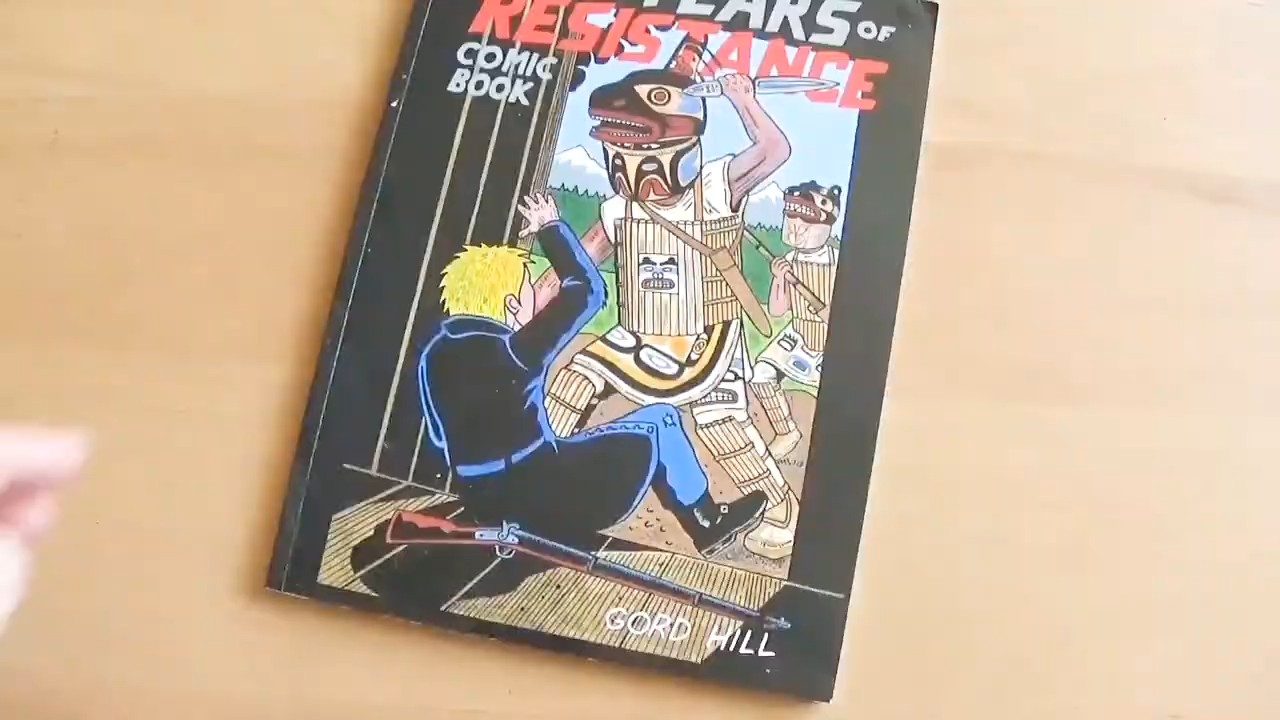 YEARS OF
RESISTANCE
COMIC
BOOK
GORD HILL